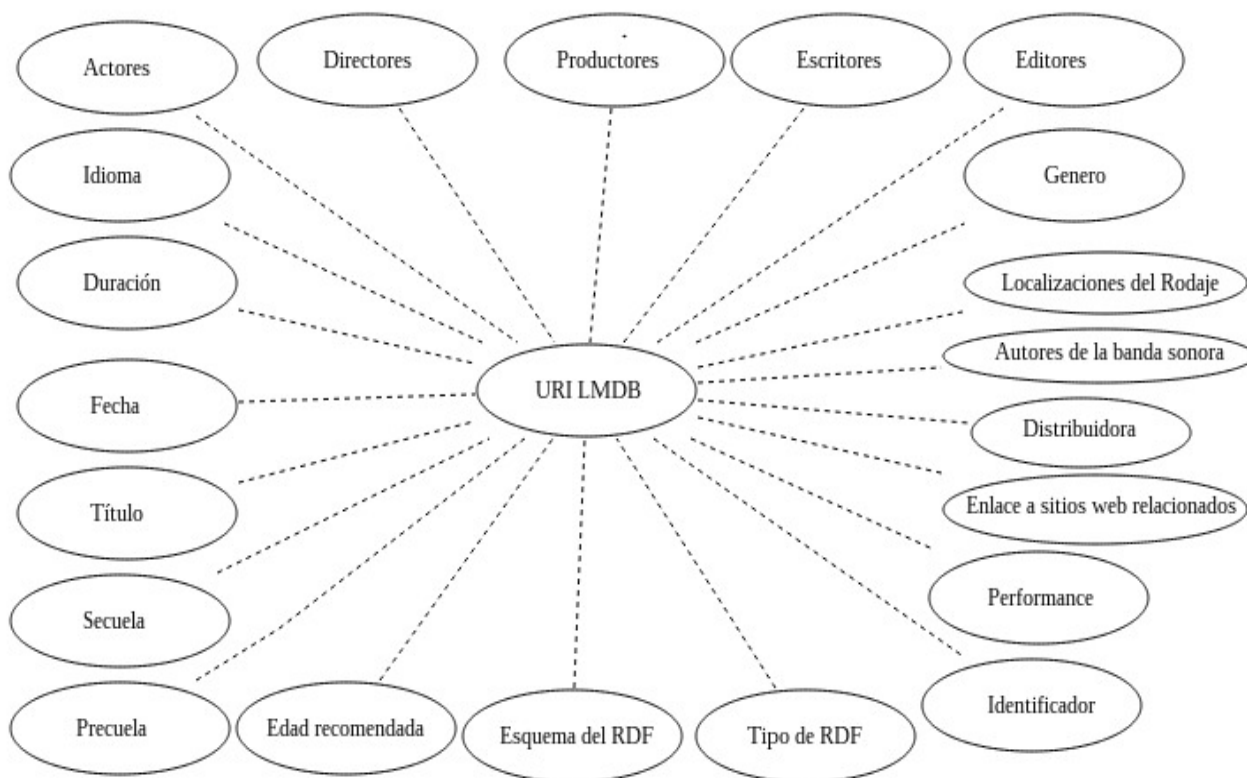 Actores
Directores
Productores
Escritores
Editores
Idioma
Genero
Duración
Localizaciones del Rodaje
Autores de la banda sonora
URI LMDB
Fecha
Distribuidora
Título
Enlace a sitios web relacionados
Secuela
Performance
Precuela
Edad recomendada
Esquema del RDF
Tipo de RDF
Identificador